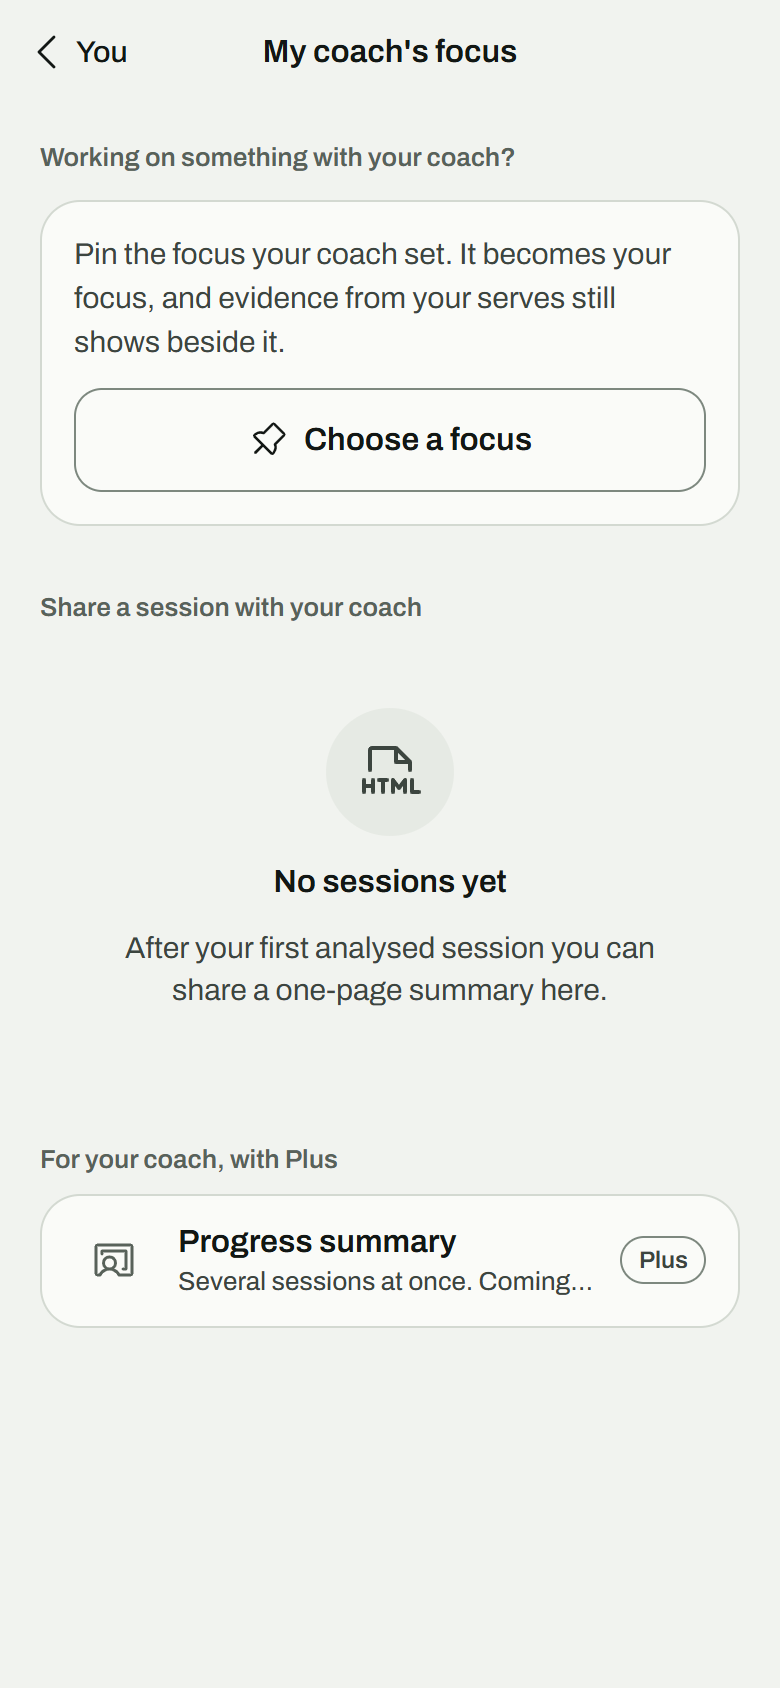 You
My coach's focus
Working on something with your coach?
Pin the focus your coach set. It becomes your
focus, and evidence from your serves still
shows beside it.
Choose a focus
Share a session with your coach
HTML
No sessions yet
After your first analysed session you can
share a one-page summary here.
For your coach, with Plus
Progress summary
Several sessions at once. Coming...
Plus